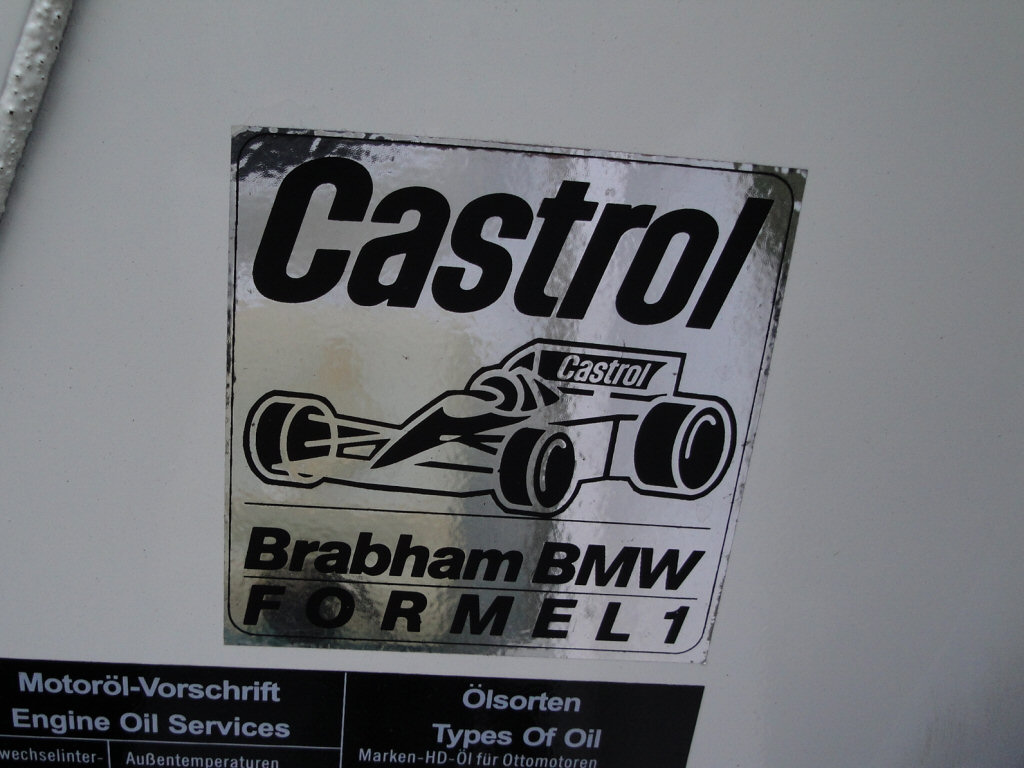 Castrol
Castrol
Brabham BMW
FORMEL 1
Motoröl-Vorschrift
Engine Oil Services
wechselinter-
Außentemperaturen
Ölsorten
Types Of Oil
Marken-HD-Öl für Ottomotoren